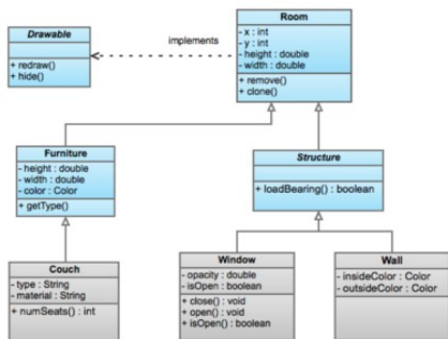 Drawable
+ redraw()
+ hide()
implements
Room
- x : int
- y : int
- height : double
- width : double
+ remove()
+ clone()
Furniture
- height : double
- width : double
- color : Color
+ getType()
Structure
+ loadBearing() : boolean
Couch
- type : String
- material : String
+ numSeats() : int
Window
- opacity : double
- isOpen : boolean
+ close() : void
+ open() : void
+ isOpen() : boolean
Wall
- insideColor : Color
- outsideColor : Color